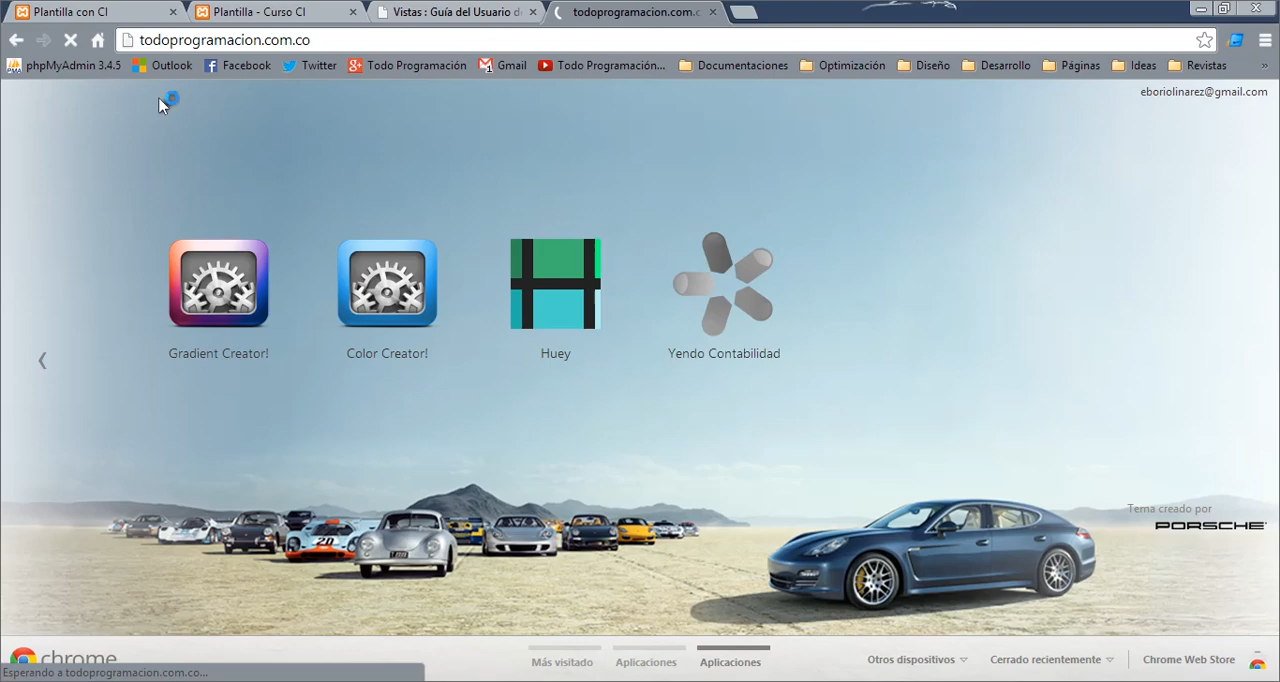 Plantilla con CI
Plantilla - Curso CI
Vistas : Guía del Usuario d
todoprogramacion.com.c
todoprogramacion.com.co
phpMyAdmin 3.4.5
Outlook
Facebook
Twitter
Todo Programación
Gmail
Todo Programación...
Documentaciones
Optimización
Diseño
Desarrollo
Páginas
Ideas
Revistas
»
eboriolinarez@gmail.com
Gradient Creator!
Color Creator!
Huey
Yendo Contabilidad
20
Tema creado por
PORSCHE
chrome
Esperando a todoprogramacion.com.co...
Más visitado
Aplicaciones
Aplicaciones
Otros dispositivos
Cerrado recientemente
Chrome Web Store